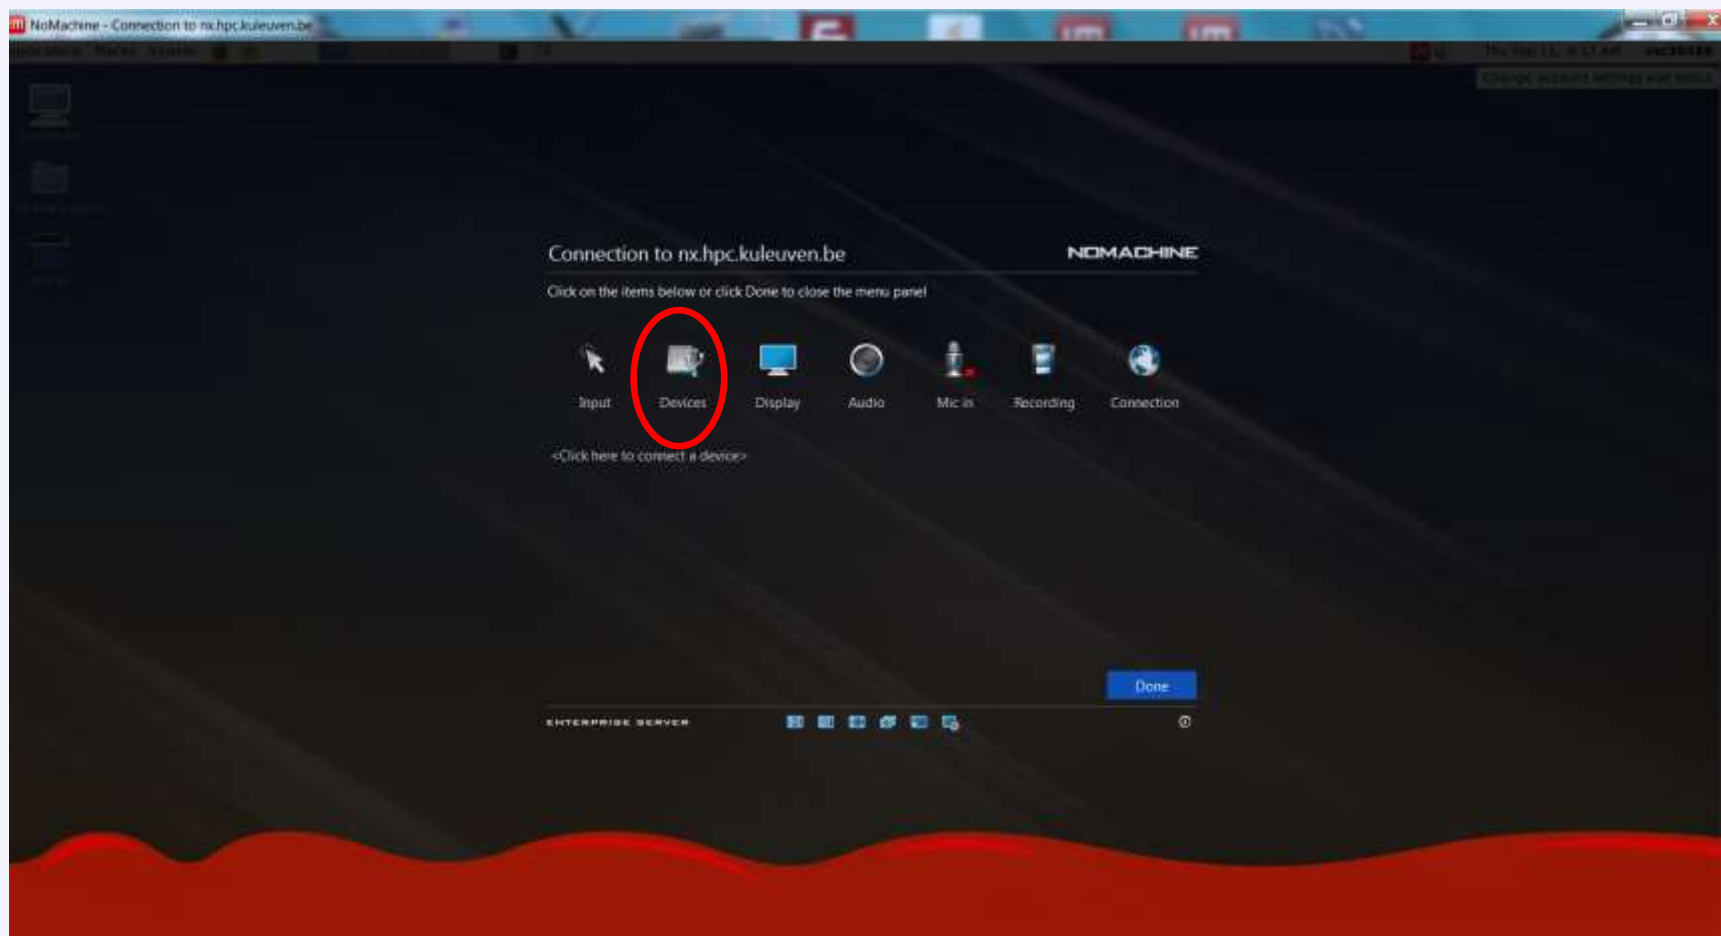 NoMachine - Connection to nx.hpc.kuleuven.be
Connection to nx.hpc.kuleuven.be
NOMACHINE
Click on the items below or click Done to close the menu panel
Input Devices Display Audio Mic in Recording Connection
<Click here to connect a device>
Done
ENTERPRISE SERVER